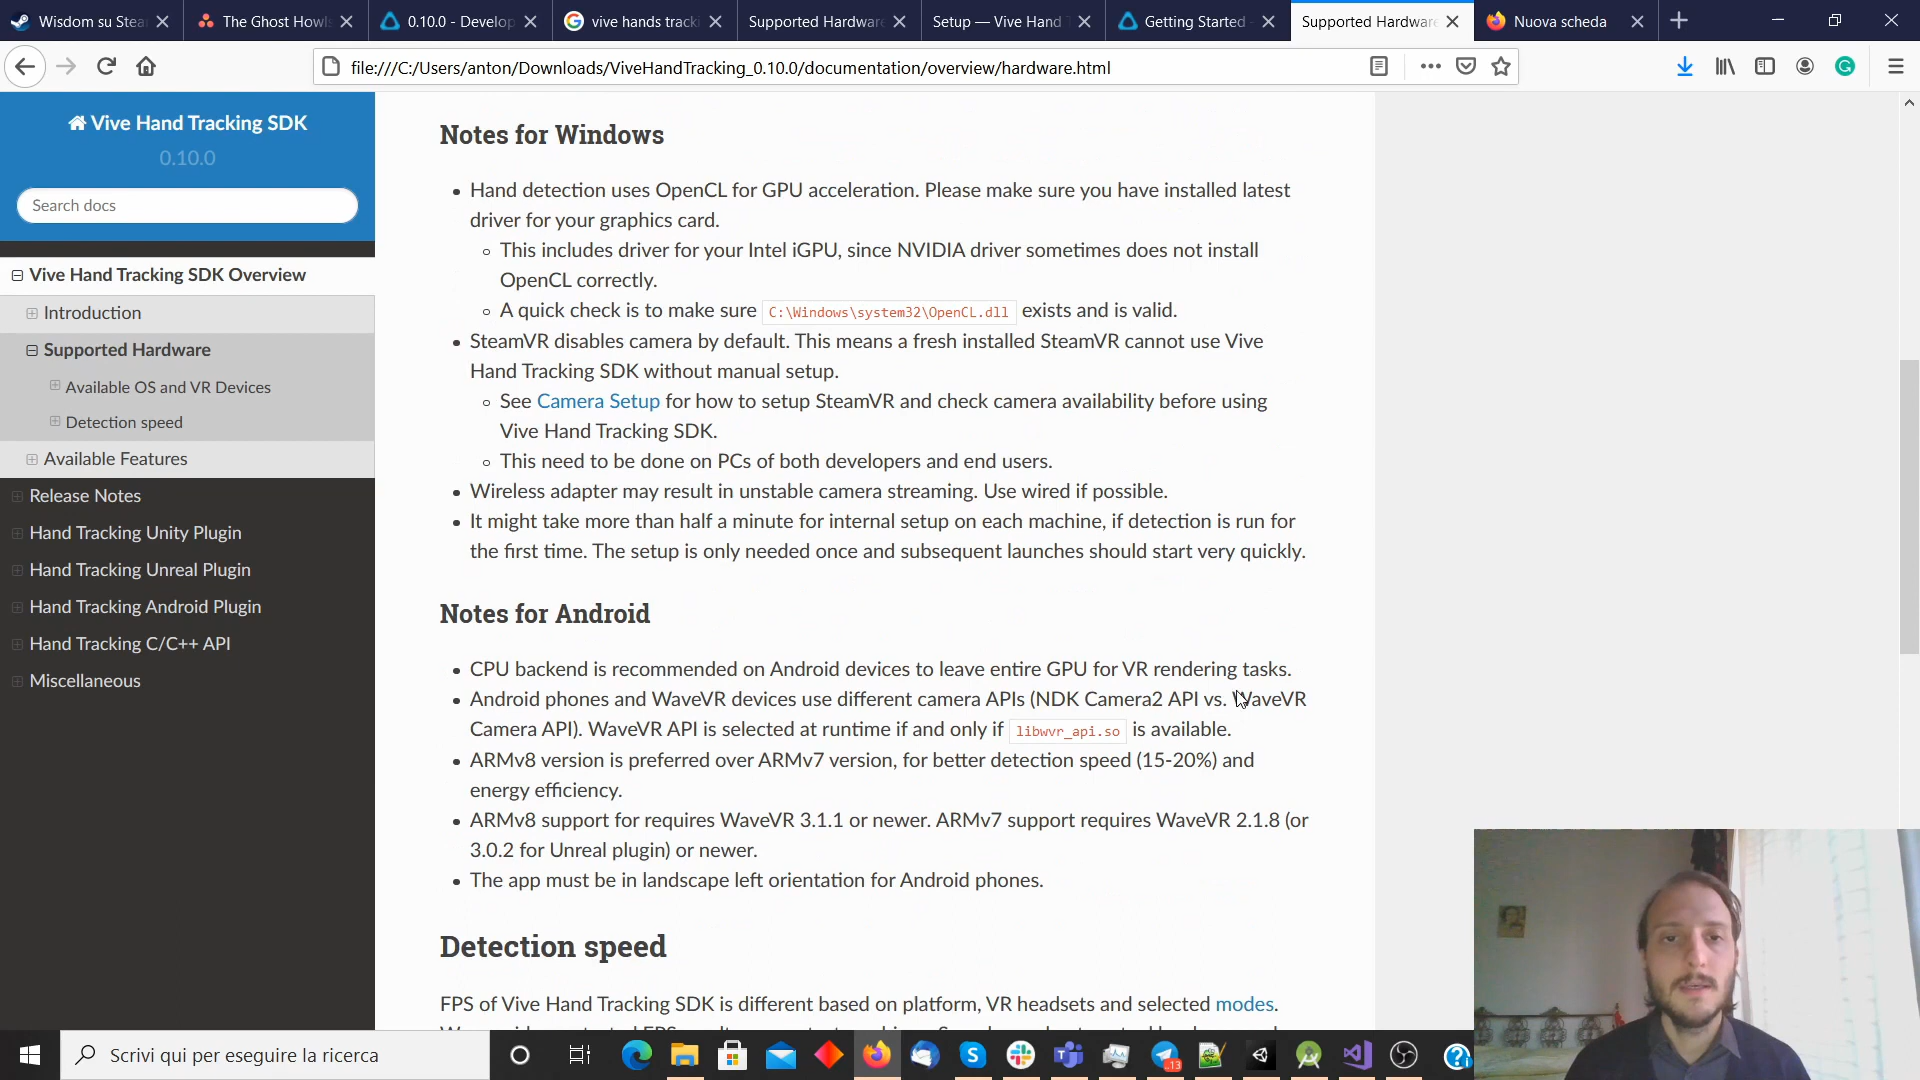 Wisdom su Stea
The Ghost Howls
0.10.0 - Develop
vive hands track
Supported Hardware
Setup — Vive Hand T
Getting Started -
Supported Hardware
Nuova scheda
file:///C:/Users/anton/Downloads/ViveHandTracking_0.10.0/documentation/overview/hardware.html
Vive Hand Tracking SDK
0.10.0
Search docs
Vive Hand Tracking SDK Overview
Introduction
Supported Hardware
Available OS and VR Devices
Detection speed
Available Features
Release Notes
Hand Tracking Unity Plugin
Hand Tracking Unreal Plugin
Hand Tracking Android Plugin
Hand Tracking C/C++ API
Miscellaneous
Notes for Windows
Hand detection uses OpenCL for GPU acceleration. Please make sure you have installed latest
driver for your graphics card.
This includes driver for your Intel iGPU, since NVIDIA driver sometimes does not install
OpenCL correctly.
A quick check is to make sure C:\Windows\system32\OpenCL.dll exists and is valid.
SteamVR disables camera by default. This means a fresh installed SteamVR cannot use Vive
Hand Tracking SDK without manual setup.
See Camera Setup for how to setup SteamVR and check camera availability before using
Vive Hand Tracking SDK.
This need to be done on PCs of both developers and end users.
Wireless adapter may result in unstable camera streaming. Use wired if possible.
It might take more than half a minute for internal setup on each machine, if detection is run for
the first time. The setup is only needed once and subsequent launches should start very quickly.
Notes for Android
CPU backend is recommended on Android devices to leave entire GPU for VR rendering tasks.
Android phones and WaveVR devices use different camera APIs (NDK Camera2 API vs. WaveVR
Camera API). WaveVR API is selected at runtime if and only if libwvr_api.so is available.
ARMv8 version is preferred over ARMv7 version, for better detection speed (15-20%) and
energy efficiency.
ARMv8 support for requires WaveVR 3.1.1 or newer. ARMv7 support requires WaveVR 2.1.8 (or
3.0.2 for Unreal plugin) or newer.
The app must be in landscape left orientation for Android phones.
Detection speed
FPS of Vive Hand Tracking SDK is different based on platform, VR headsets and selected modes.
Scrivi qui per eseguire la ricerca
13